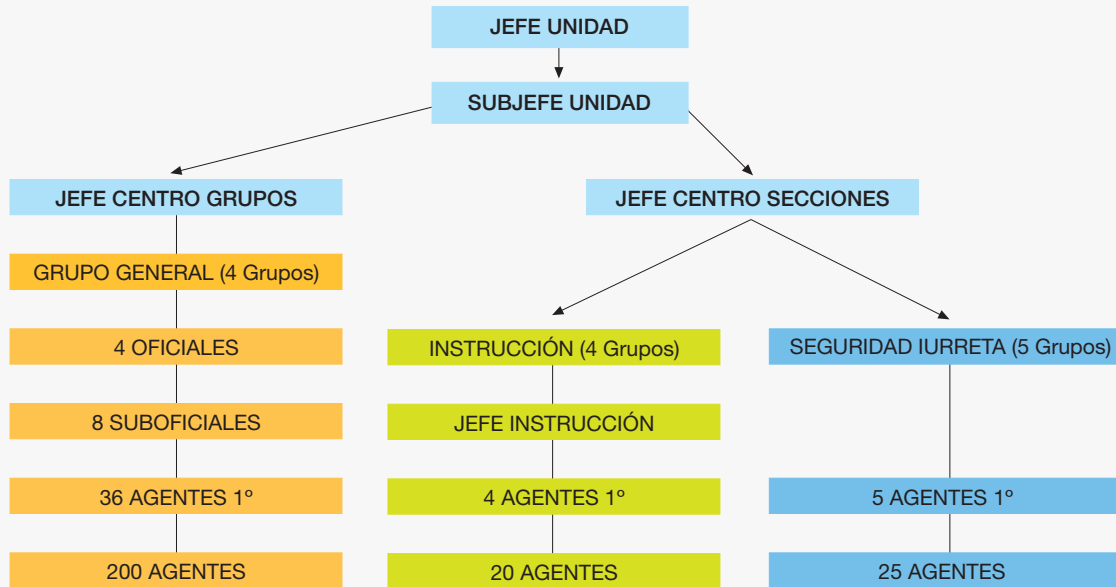 JEFE UNIDAD
SUBJEFE UNIDAD
JEFE CENTRO GRUPOS
JEFE CENTRO SECCIONES
GRUPO GENERAL (4 Grupos)
4 OFICIALES
INSTRUCCIÓN (4 Grupos)
SEGURIDAD IURRETA (5 Grupos)
8 SUBOFICIALES
JEFE INSTRUCCIÓN
36 AGENTES 1º
4 AGENTES 1º
5 AGENTES 1º
200 AGENTES
20 AGENTES
25 AGENTES